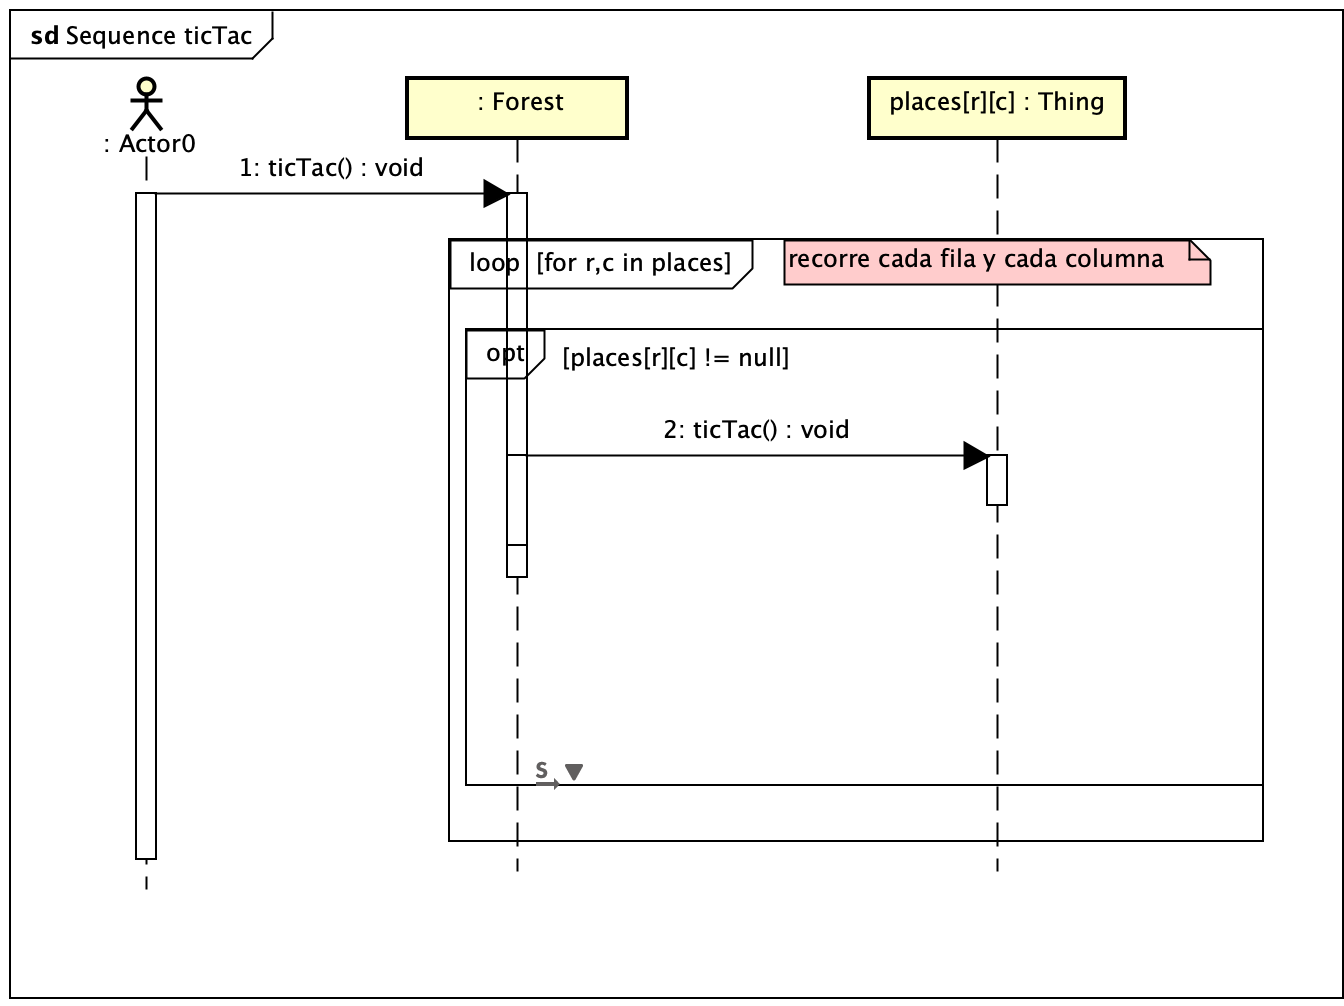 sd Sequence ticTac
: Actor0
: Forest
places[r][c] : Thing
1: ticTac() : void
loop [for r,c in places]
recorre cada fila y cada columna
opt [places[r][c] != null]
2: ticTac() : void
S